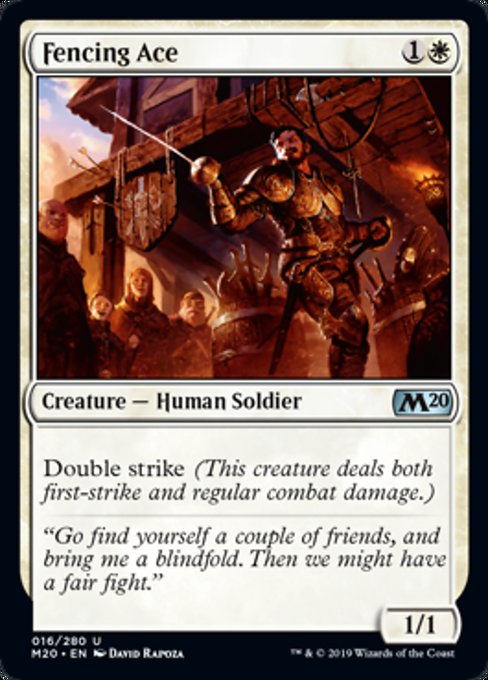 Fencing Ace 1
Creature — Human Soldier M20
Double strike (This creature deals both
first-strike and regular combat damage.)
“Go find yourself a couple of friends, and
bring me a blindfold. Then we might have
a fair fight.”
1/1
016/280 U
M20 • EN David Rapoza ™ & © 2019 Wizards of the Coast